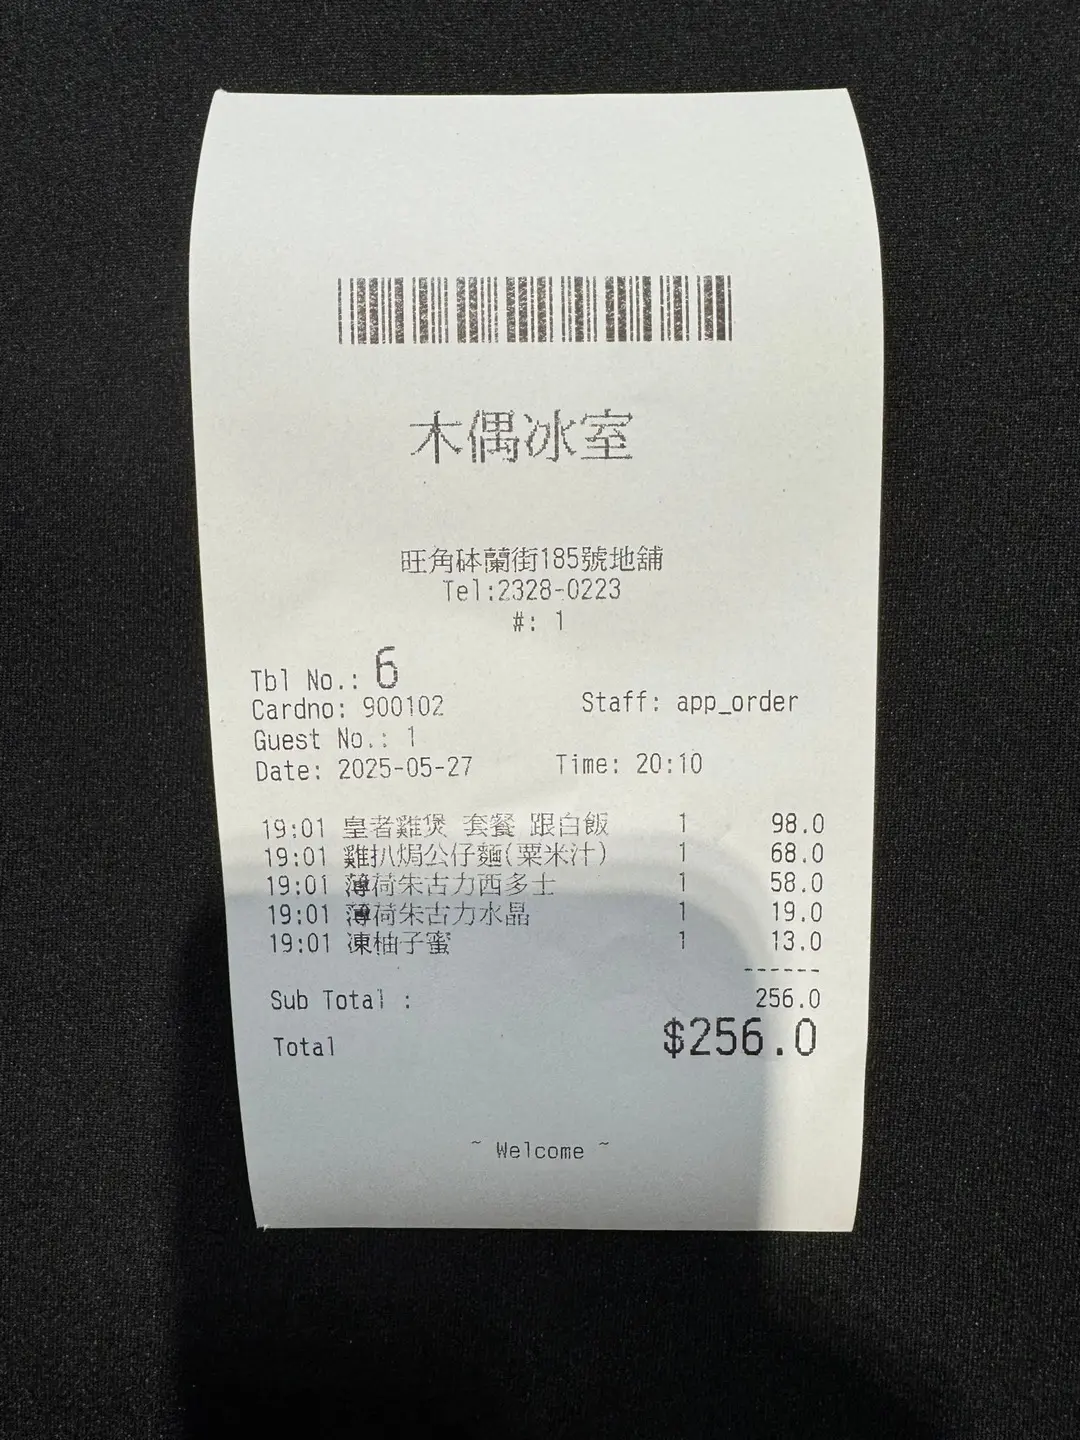 木偶冰室
旺角砵蘭街185號地舖
Tel:2328-0223
#: 1
Tbl No.: 6
Cardno: 900102 Staff: app_order
Guest No.: 1
Date: 2025-05-27 Time: 20:10
19:01 皇者雞煲 套餐 跟白飯 1 98.0
19:01 雞扒焗公仔麵(粟米汁) 1 68.0
19:01 薄荷朱古力西多士 1 58.0
19:01 薄荷朱古力水晶 1 19.0
19:01 凍柚子蜜 1 13.0
------
Sub Total : 256.0
Total $256.0
~ Welcome ~